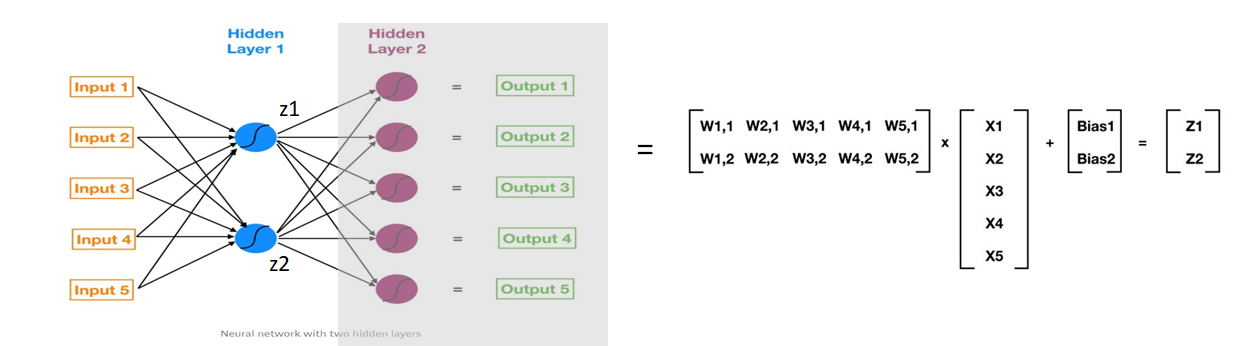 Hidden
Layer 1
Hidden
Layer 2
Input 1
z1
= Output 1
Input 2
= Output 2
Input 3
= Output 3
Input 4
= Output 4
z2
Input 5
= Output 5
Neural network with two hidden layers
=
W1,1 W2,1 W3,1 W4,1 W5,1
W1,2 W2,2 W3,2 W4,2 W5,2
x
X1
X2
X3
X4
X5
+
Bias1
Bias2
=
Z1
Z2